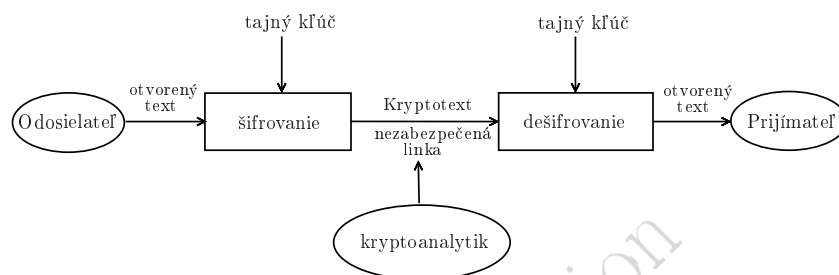 tajný kľúč
tajný kľúč
otvorený
text
Kryptotext
otvorený
text
Odosielateľ
šifrovanie
dešifrovanie
Prijímateľ
nezabezpečená
linka
kryptoanalytik